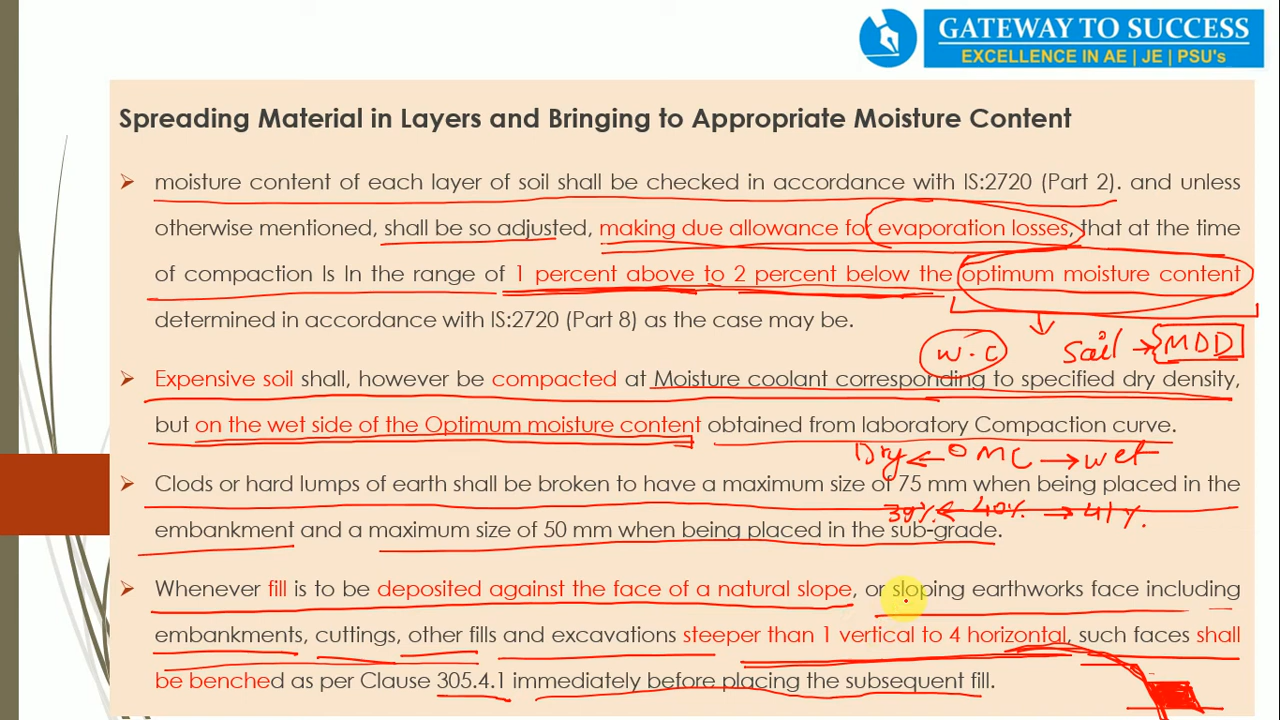 GATEWAY TO SUCCESS
EXCELLENCE IN AE | JE | PSU's
Spreading Material in Layers and Bringing to Appropriate Moisture Content
moisture content of each layer of soil shall be checked in accordance with IS:2720 (Part 2). and unless
otherwise mentioned, shall be so adjusted, making due allowance for evaporation losses, that at the time
of compaction Is In the range of 1 percent above to 2 percent below the optimum moisture content
determined in accordance with IS:2720 (Part 8) as the case may be.
W.C Soil → MDD
Expensive soil shall, however be compacted at Moisture coolant corresponding to specified dry density,
but on the wet side of the Optimum moisture content obtained from laboratory Compaction curve.
Dry ← OMC → wet
Clods or hard lumps of earth shall be broken to have a maximum size of 75 mm when being placed in the
← 40% → 41%.
embankment and a maximum size of 50 mm when being placed in the sub-grade.
Whenever fill is to be deposited against the face of a natural slope, or sloping earthworks face including
embankments, cuttings, other fills and excavations steeper than 1 vertical to 4 horizontal, such faces shall
be benched as per Clause 305.4.1 immediately before placing the subsequent fill.